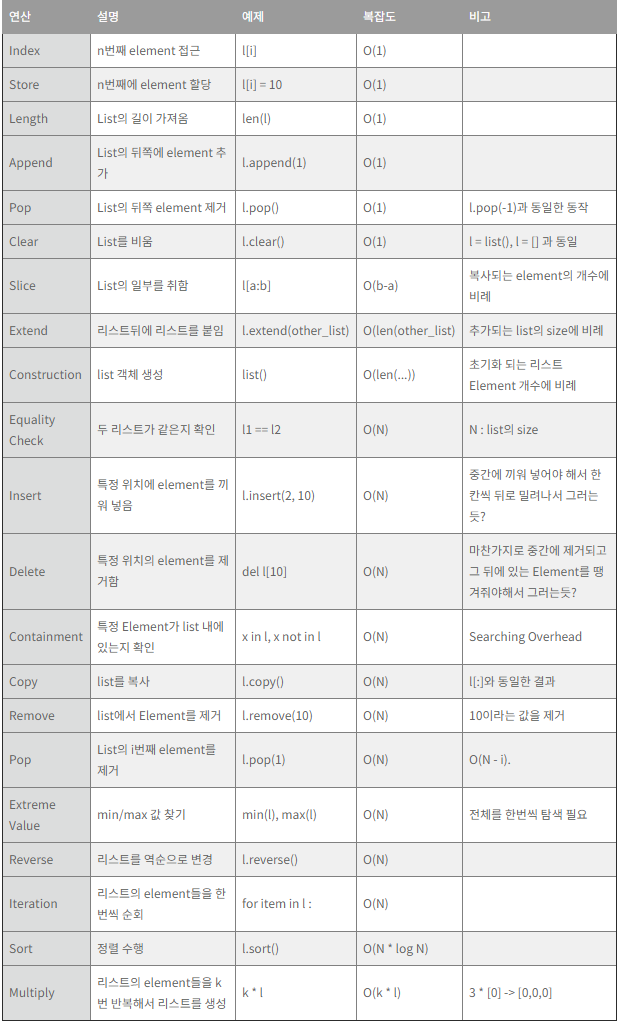 연산 설명 예제 복잡도 비고
Index n번째 element 접근 l[i] O(1)
Store n번째에 element 할당 l[i] = 10 O(1)
Length List의 길이 가져옴 len(l) O(1)
Append List의 뒤쪽에 element 추
가 l.append(1) O(1)
Pop List의 뒤쪽 element 제거 l.pop() O(1) l.pop(-1)과 동일한 동작
Clear List를 비움 l.clear() O(1) l = list(), l = [] 과 동일
Slice List의 일부를 취함 l[a:b] O(b-a) 복사되는 element의 개수에
비례
Extend 리스트뒤에 리스트를 붙임 l.extend(other_list) O(len(other_list) 추가되는 list의 size에 비례
Construction list 객체 생성 list() O(len(...)) 초기화 되는 리스트
Element 개수에 비례
Equality
Check 두 리스트가 같은지 확인 l1 == l2 O(N) N : list의 size
Insert 특정 위치에 element를 끼
워 넣음 l.insert(2, 10) O(N) 중간에 끼워 넣어야 해서 한
칸씩 뒤로 밀려나서 그러는
듯?
Delete 특정 위치의 element를 제
거함 del l[10] O(N) 마찬가지로 중간에 제거되고
그 뒤에 있는 Element를 땡
겨줘야해서 그러는듯?
Containment 특정 Element가 list 내에
있는지 확인 x in l, x not in l O(N) Searching Overhead
Copy list를 복사 l.copy() O(N) l[:]와 동일한 결과
Remove list에서 Element를 제거 l.remove(10) O(N) 10이라는 값을 제거
Pop List의 i번째 element를
제거 l.pop(1) O(N) O(N - i).
Extreme
Value min/max 값 찾기 min(l), max(l) O(N) 전체를 한번씩 탐색 필요
Reverse 리스트를 역순으로 변경 l.reverse() O(N)
Iteration 리스트의 element들을 한
번씩 순회 for item in l : O(N)
Sort 정렬 수행 l.sort() O(N * log N)
Multiply 리스트의 element들을 k
번 반복해서 리스트를 생성 k * l O(k * l) 3 * [0] -> [0,0,0]